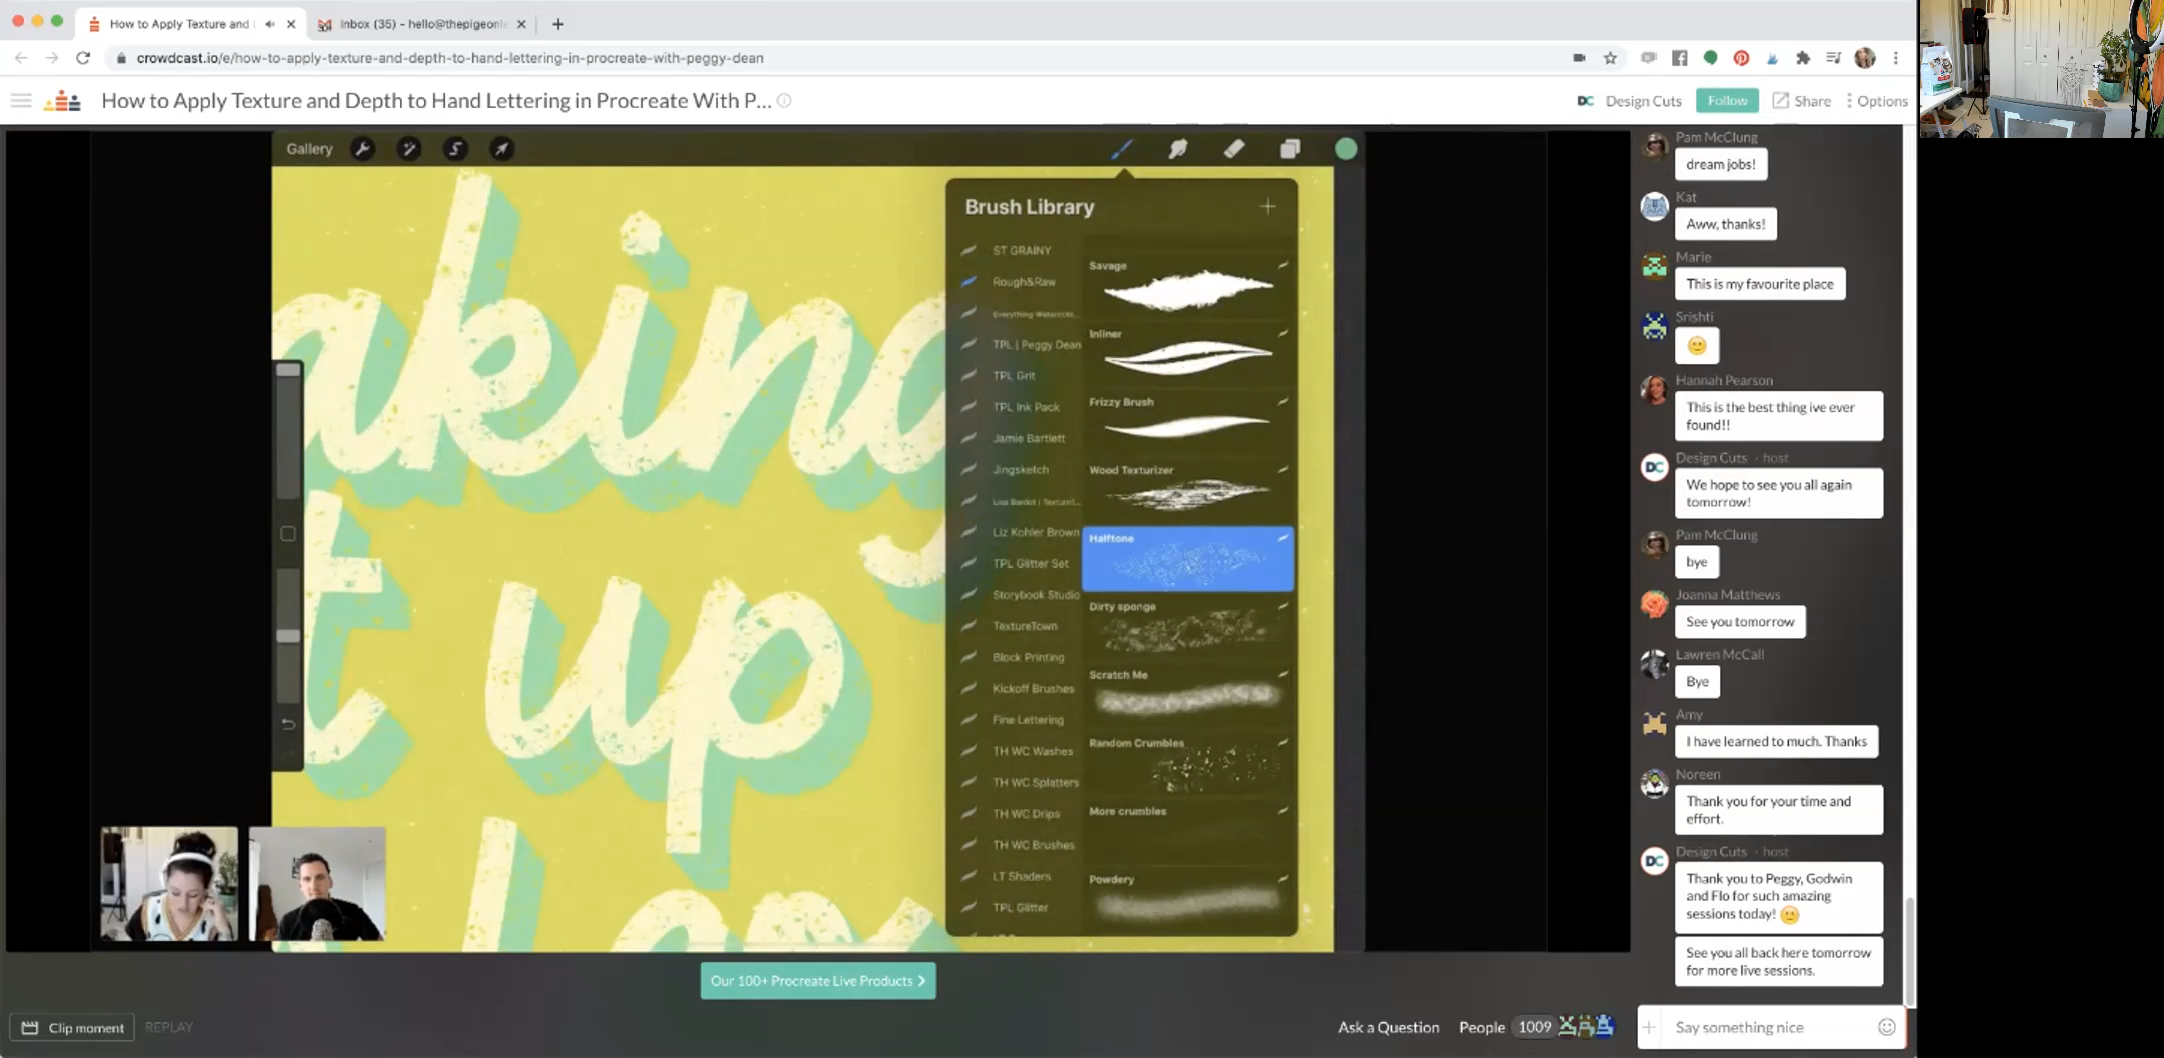 How to Apply Texture and
Inbox (35) - hello@thepigeonle
crowdcast.io/e/how-to-apply-texture-and-depth-to-hand-lettering-in-procreate-with-peggy-dean
How to Apply Texture and Depth to Hand Lettering in Procreate With P...
DC Design Cuts
Follow
Share
Options
Gallery
aking
t up
Brush Library
ST GRAINY
Rough&Raw
TPL | Peggy Dean
TPL Grit
TPL Ink Pack
Jamie Bartlett
Jingsketch
Liz Kohler Brown
TPL Glitter Set
Storybook Studio
TextureTown
Block Printing
Kickoff Brushes
Fine Lettering
TH WC Washes
TH WC Splatters
TH WC Drips
TH WC Brushes
LT Shaders
TPL Glitter
Savage
Inliner
Frizzy Brush
Wood Texturizer
Halftone
Dirty sponge
Scratch Me
Random Crumbles
More crumbles
Powdery
Our 100+ Procreate Live Products
Clip moment
REPLAY
Ask a Question
People 1009
Pam McClung
dream jobs!
Kat
Aww, thanks!
Marie
This is my favourite place
Srishti
Hannah Pearson
This is the best thing ive ever
found!!
Design Cuts · host
We hope to see you all again
tomorrow!
Pam McClung
bye
Joanna Matthews
See you tomorrow
Lawren McCall
Bye
Amy
I have learned to much. Thanks
Noreen
Thank you for your time and
effort.
Design Cuts · host
Thank you to Peggy, Godwin
and Flo for such amazing
sessions today!
See you all back here tomorrow
for more live sessions.
Say something nice